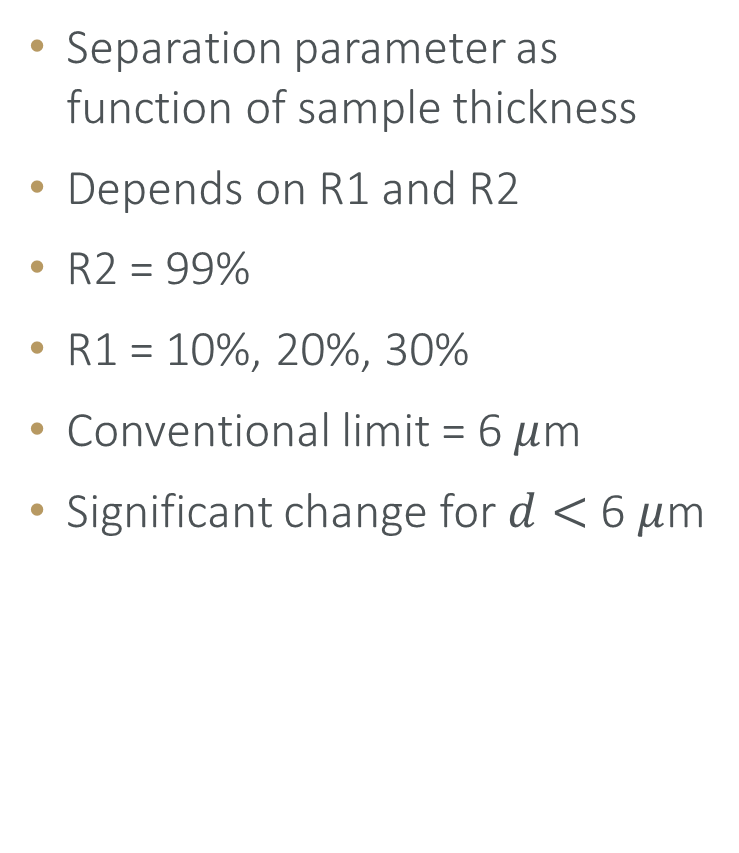 • Separation parameter as
function of sample thickness
• Depends on R1 and R2
• R2 = 99%
• R1 = 10%, 20%, 30%
• Conventional limit = 6 𝜇m
• Significant change for 𝑑 < 6 𝜇m